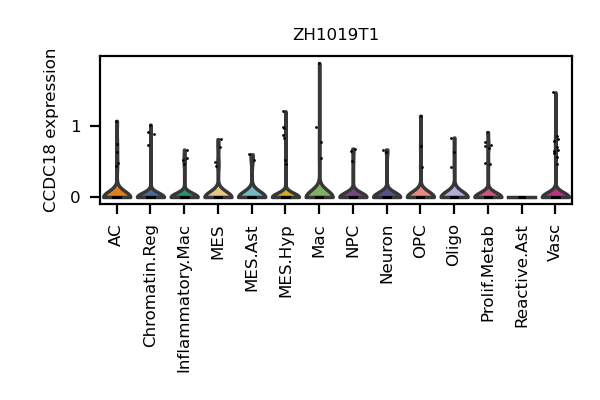 ZH1019T1
CCDC18 expression
1
0
AC
Chromatin.Reg
Inflammatory.Mac
MES
MES.Ast
MES.Hyp
Mac
NPC
Neuron
OPC
Oligo
Prolif.Metab
Reactive.Ast
Vasc